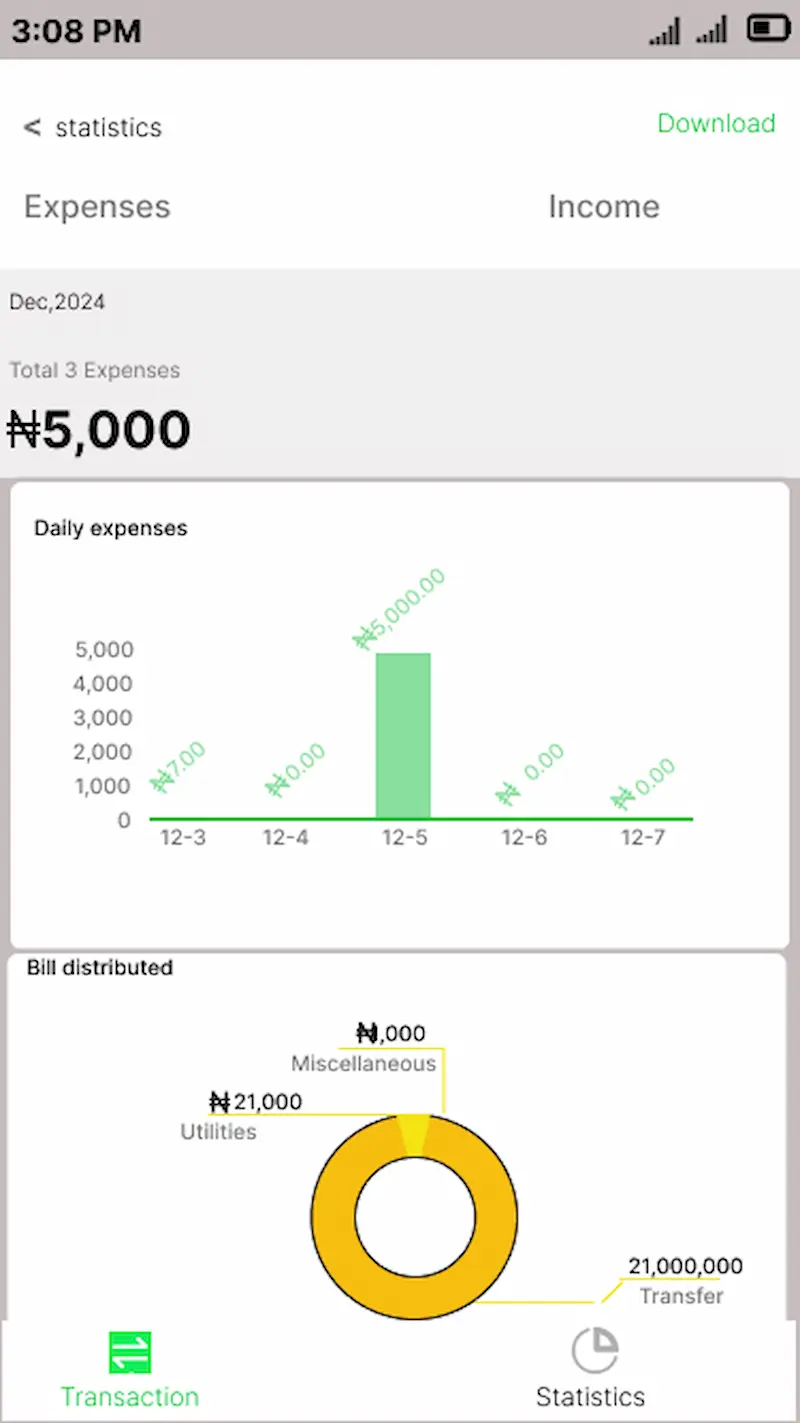 3:08 PM
< statistics
Download
Expenses
Income
Dec,2024
Total 3 Expenses
₦5,000
Daily expenses
₦5,000.00
5,000
4,000
3,000
2,000
1,000
0
₦7.00
₦0.00
₦ 0.00
₦0.00
12-3
12-4
12-5
12-6
12-7
Bill distributed
₦,000
Miscellaneous
₦21,000
Utilities
21,000,000
Transfer
Transaction
Statistics